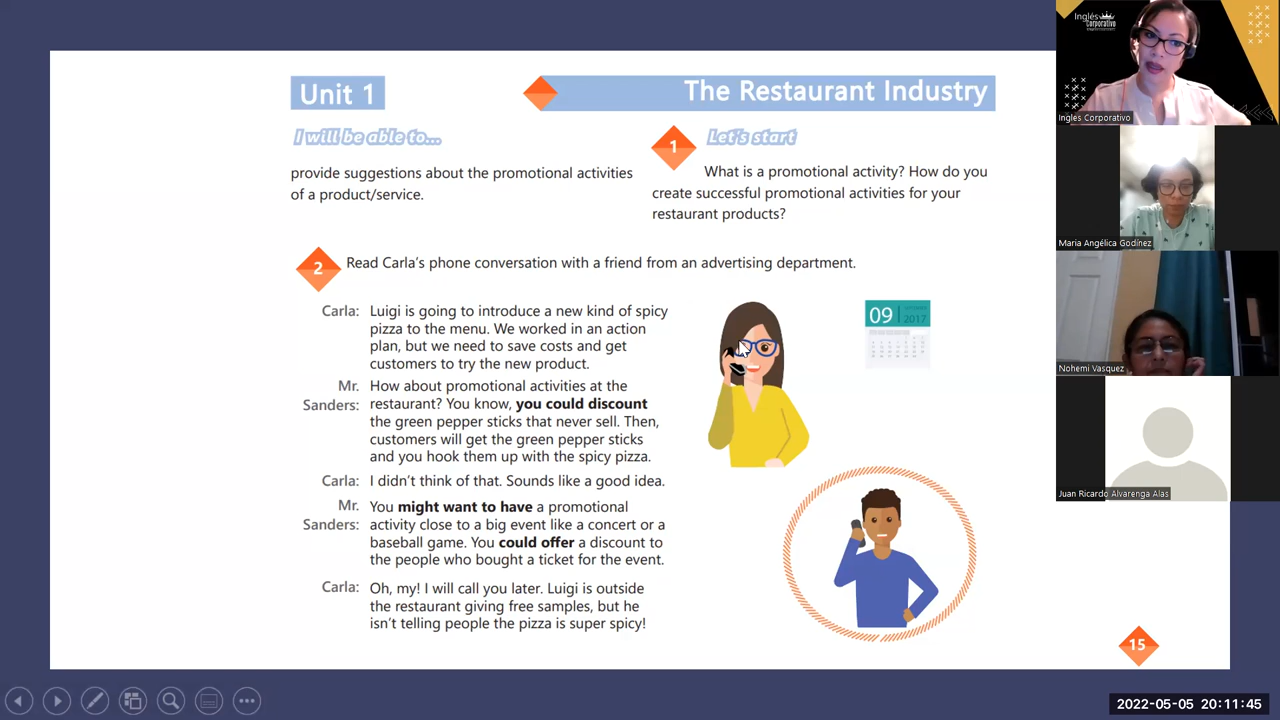 Unit 1
The Restaurant Industry
I will be able to...
provide suggestions about the promotional activities
of a product/service.
1
Let's start
What is a promotional activity? How do you
create successful promotional activities for your
restaurant products?
2
Read Carla's phone conversation with a friend from an advertising department.
Carla: Luigi is going to introduce a new kind of spicy
pizza to the menu. We worked in an action
plan, but we need to save costs and get
customers to try the new product.
Mr. How about promotional activities at the
Sanders: restaurant? You know, you could discount
the green pepper sticks that never sell. Then,
customers will get the green pepper sticks
and you hook them up with the spicy pizza.
Carla: I didn't think of that. Sounds like a good idea.
Mr. You might want to have a promotional
Sanders: activity close to a big event like a concert or a
baseball game. You could offer a discount to
the people who bought a ticket for the event.
Carla: Oh, my! I will call you later. Luigi is outside
the restaurant giving free samples, but he
isn't telling people the pizza is super spicy!
09
2017
15
Inglés
Corporativo
Inglés Corporativo
Maria Angélica Godínez
Nohemi Vasquez
Juan Ricardo Alvarenga Alas
2022-05-05 20:11:45